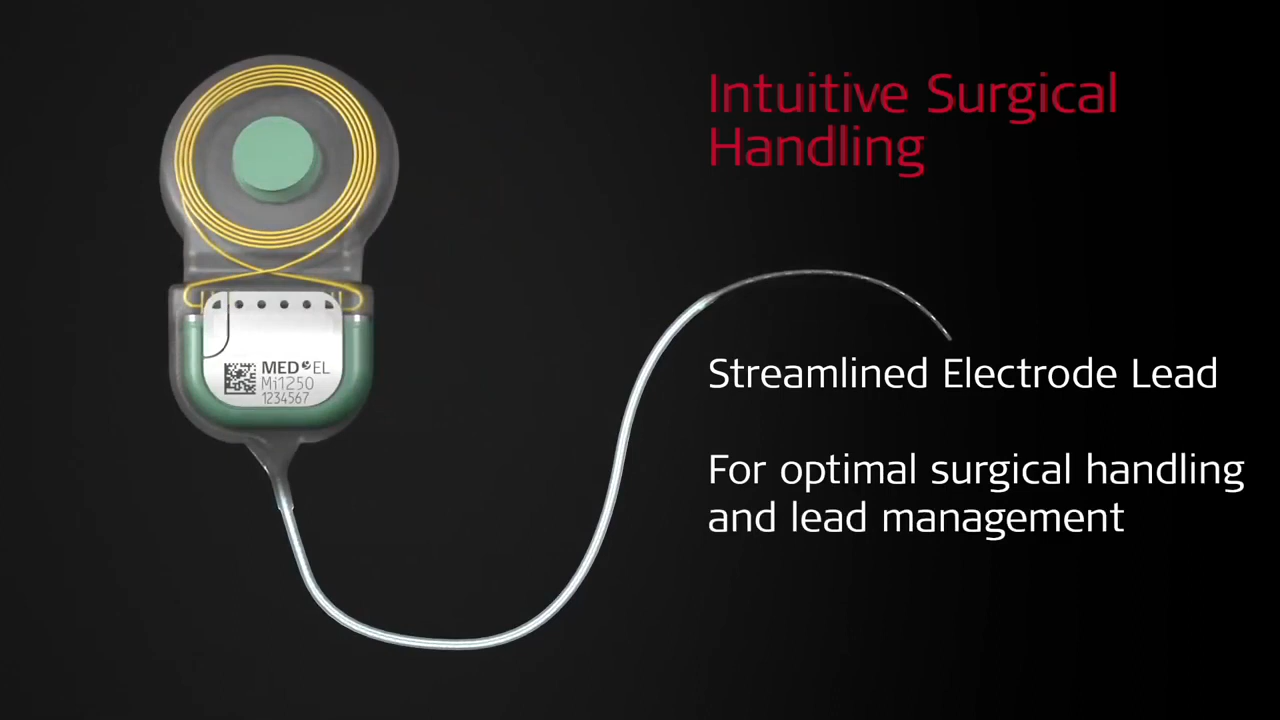 Intuitive Surgical
Handling
MED EL
Mi1250
1234567
Streamlined Electrode Lead
For optimal surgical handling
and lead management